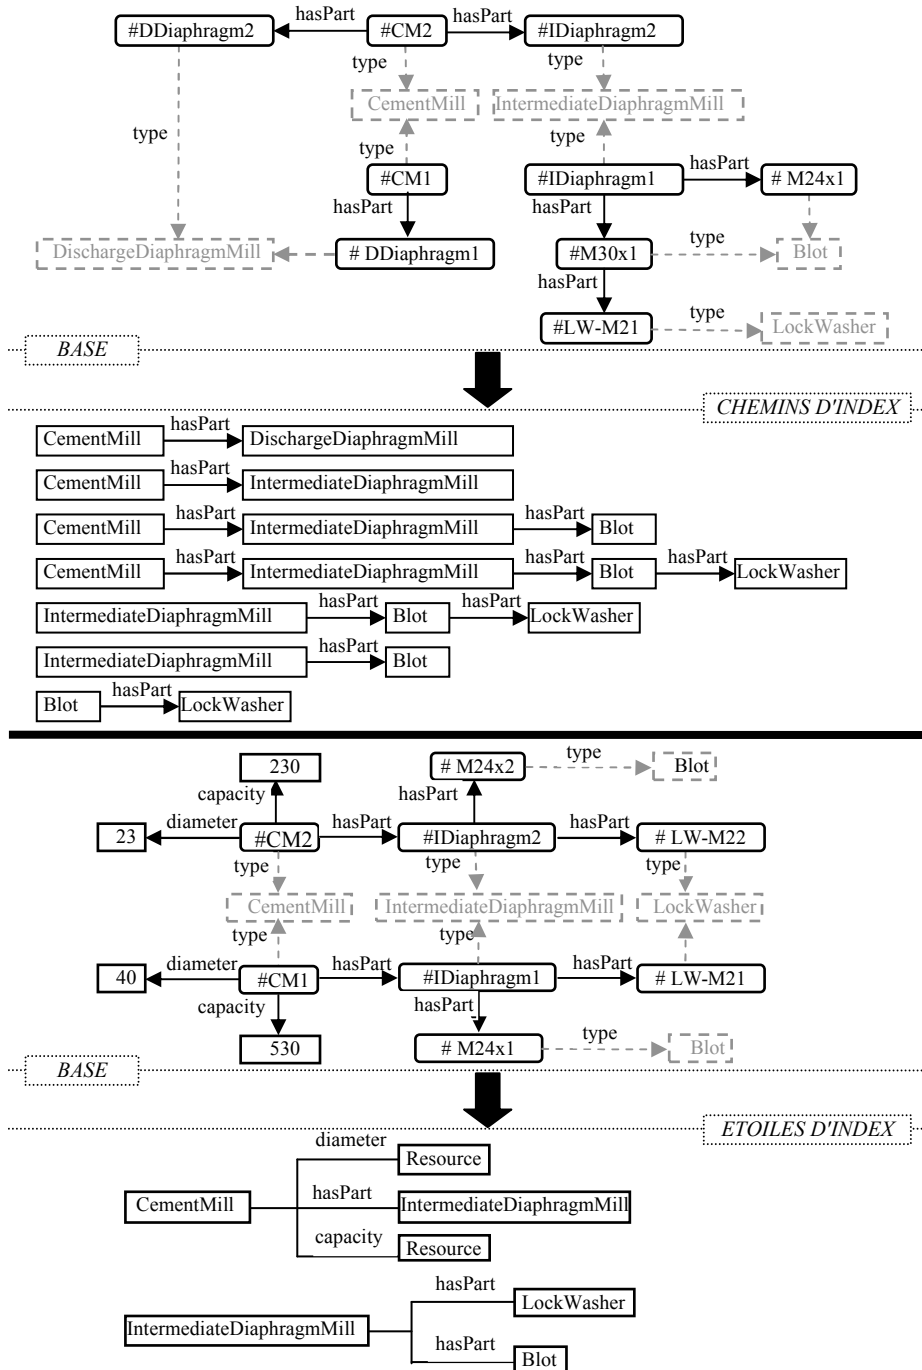 hasPart hasPart
#DDiaphragm2 #CM2 #IDiaphragm2
type type
CementMill IntermediateDiaphragmMill
type
type type
hasPart
#CM1 #IDiaphragm1 # M24x1
hasPart hasPart
type
DischargeDiaphragmMill # DDiaphragm1 #M30x1 Blot
hasPart
type
#LW-M21 LockWasher
BASE
CHEMINS D'INDEX
CementMill hasPart DischargeDiaphragmMill
CementMill hasPart IntermediateDiaphragmMill
CementMill hasPart IntermediateDiaphragmMill hasPart Blot
CementMill hasPart IntermediateDiaphragmMill hasPart Blot hasPart LockWasher
IntermediateDiaphragmMill hasPart Blot hasPart LockWasher
IntermediateDiaphragmMill hasPart Blot
Blot hasPart LockWasher
230 # M24x2 type Blot
capacity hasPart
diameter hasPart hasPart
23 #CM2 #IDiaphragm2 # LW-M22
type type type
CementMill IntermediateDiaphragmMill LockWasher
type type
diameter hasPart hasPart
40 #CM1 #IDiaphragm1 # LW-M21
capacity hasPart
type
530 # M24x1 Blot
BASE
ETOILES D'INDEX
diameter
Resource
hasPart
CementMill IntermediateDiaphragmMill
capacity
Resource
hasPart
LockWasher
IntermediateDiaphragmMill
hasPart
Blot